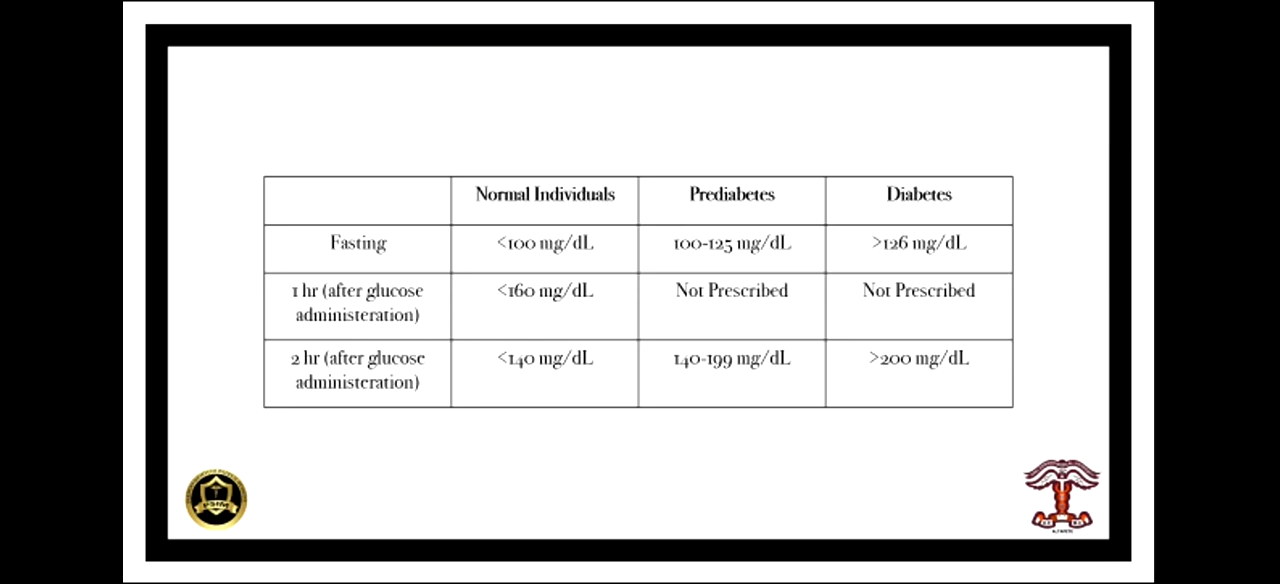 Normal Individuals Prediabetes Diabetes
Fasting <100 mg/dL 100-125 mg/dL >126 mg/dL
1 hr (after glucose <160 mg/dL Not Prescribed Not Prescribed
administeration)
2 hr (after glucose <140 mg/dL 140-199 mg/dL >200 mg/dL
administeration)